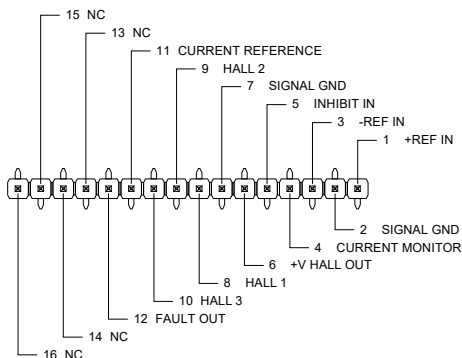 15 NC
13 NC
11 CURRENT REFERENCE
9 HALL 2
7 SIGNAL GND
5 INHIBIT IN
3 -REF IN
1 +REF IN
2 SIGNAL GND
4 CURRENT MONITOR
6 +V HALL OUT
8 HALL 1
10 HALL 3
12 FAULT OUT
14 NC
16 NC